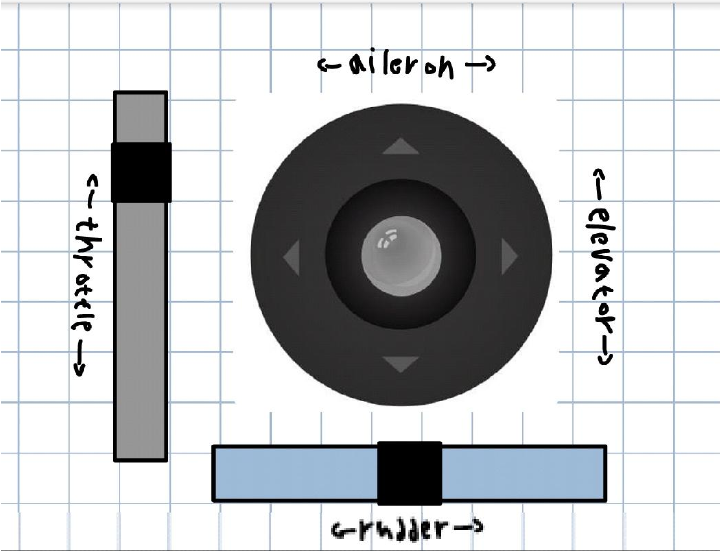 <- aileron ->
<- throttle ->
<- elevator ->
<- rudder ->